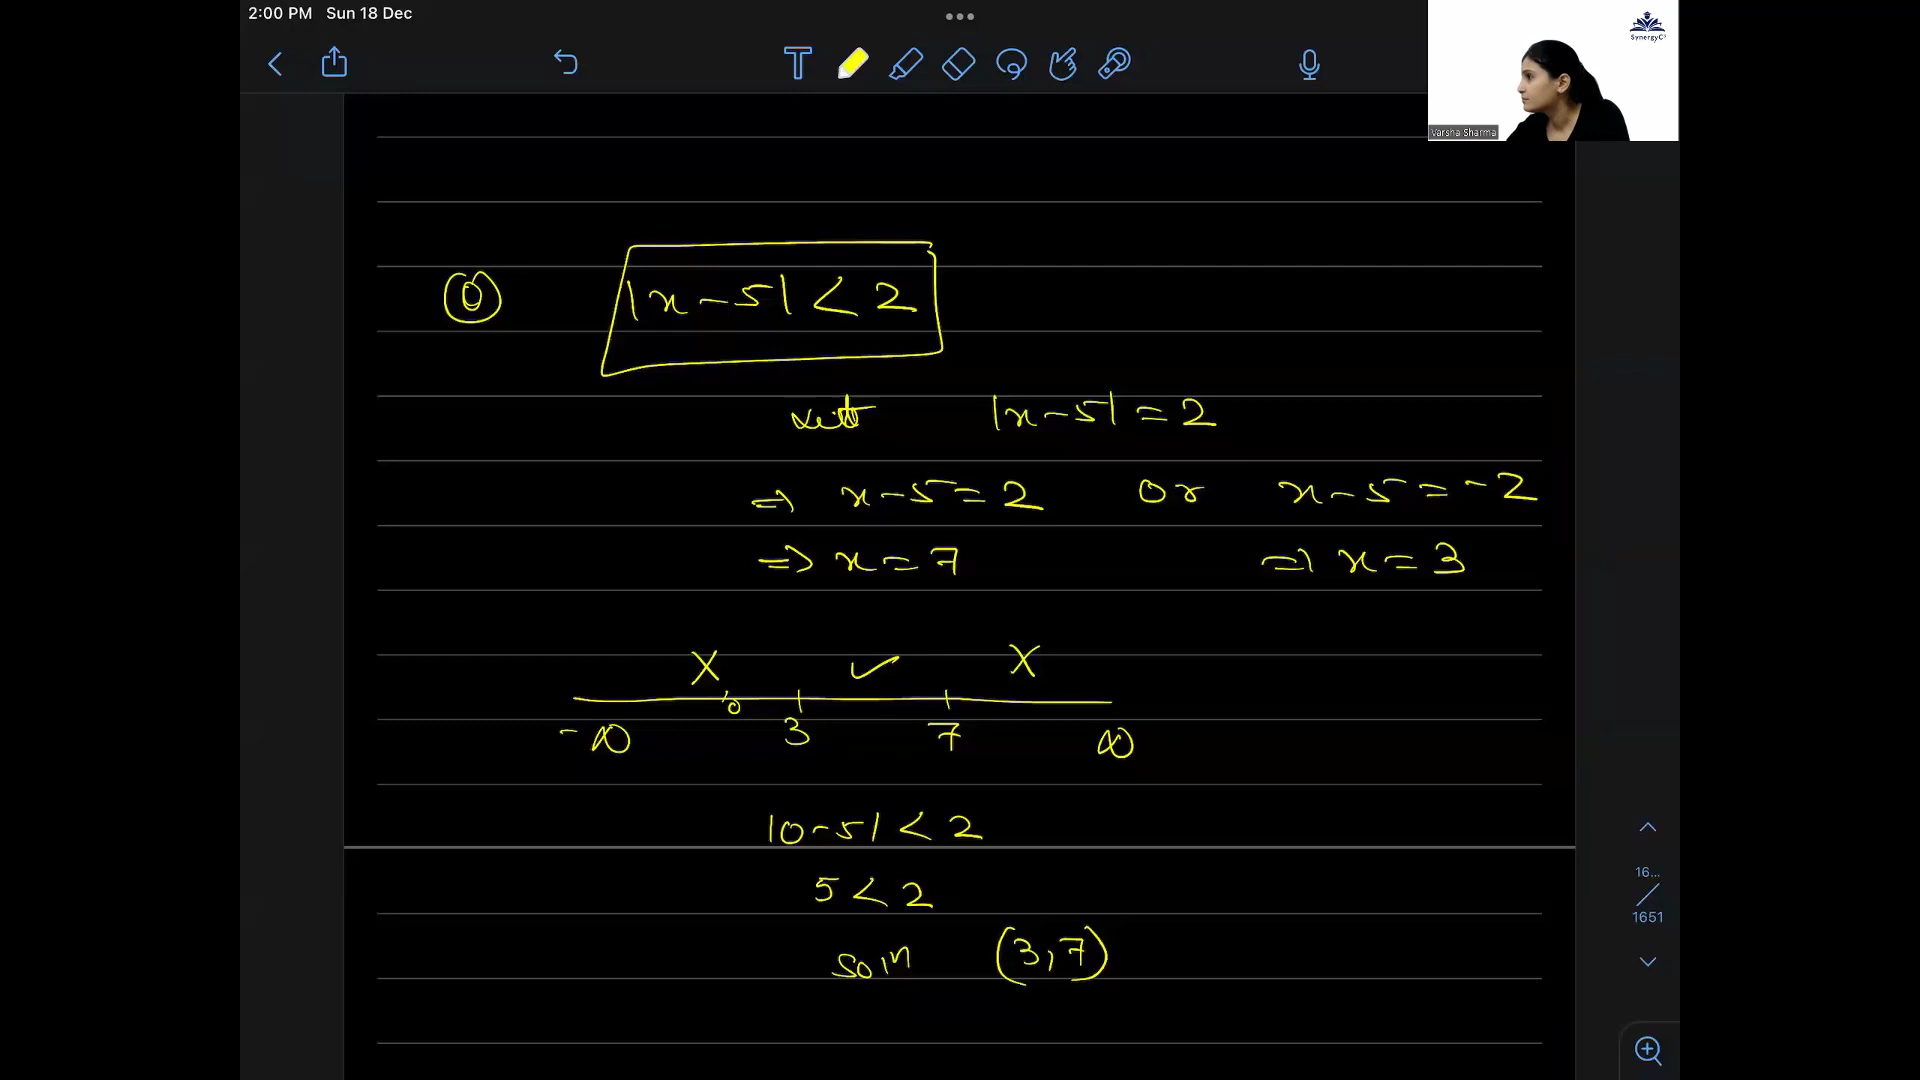 2:00 PM Sun 18 Dec
SynergyC³
Varsha Sharma
T
|x-5| < 2
|x-5| = 2
⇒ x-5=2 or x-5=-2
⇒ x=7 ⇒ x=3
X ✓ X
0
-∞ 3 7 ∞
|0-5| < 2
5 < 2
16...
1651
soln (3,7)